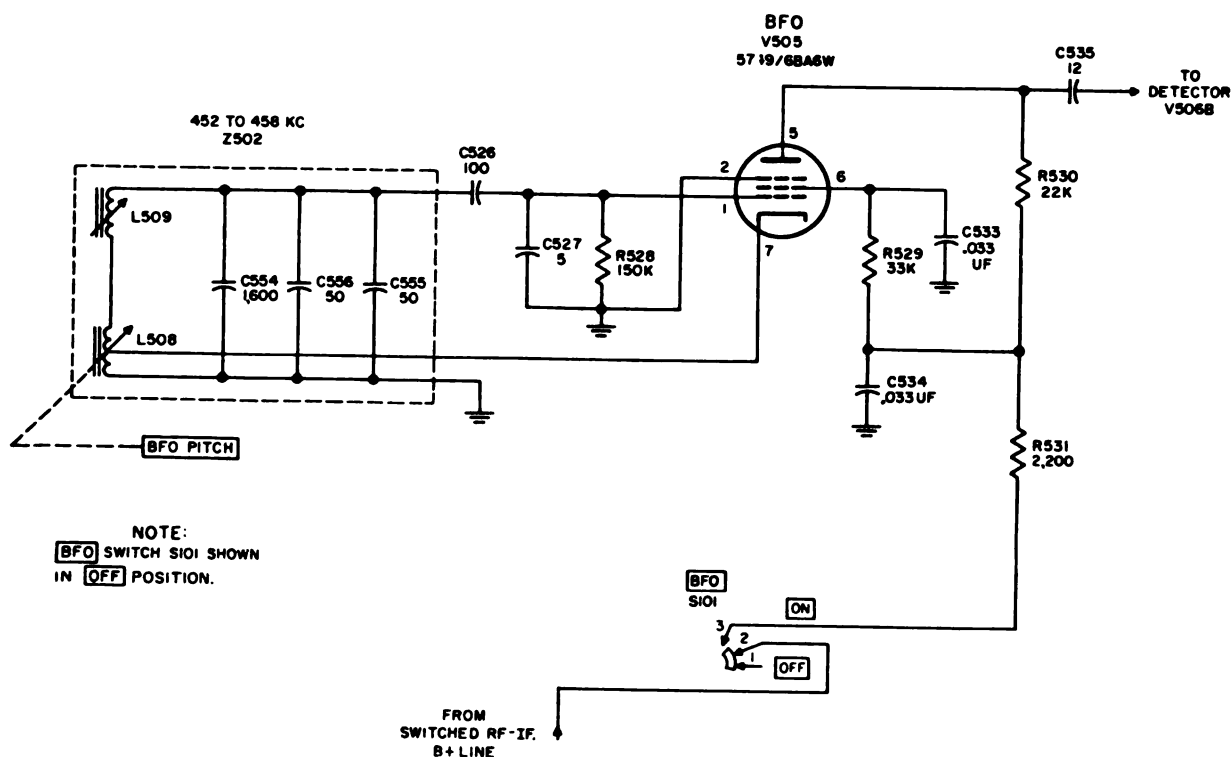 BFO
V505
5749/6BA6W
C535
12
TO
DETECTOR
V506B
452 TO 458 KC
Z502
C526
100
5
2
1
6
7
R530
22K
L509
C554
1,600
C556
50
C555
50
C527
5
R528
150K
R529
33K
C533
.033
UF
L508
C534
.033UF
BFO PITCH
R531
2,200
NOTE:
BFO SWITCH S101 SHOWN
IN OFF POSITION.
BFO
S101
ON
3
2
1
OFF
FROM
SWITCHED RF-IF.
B+ LINE